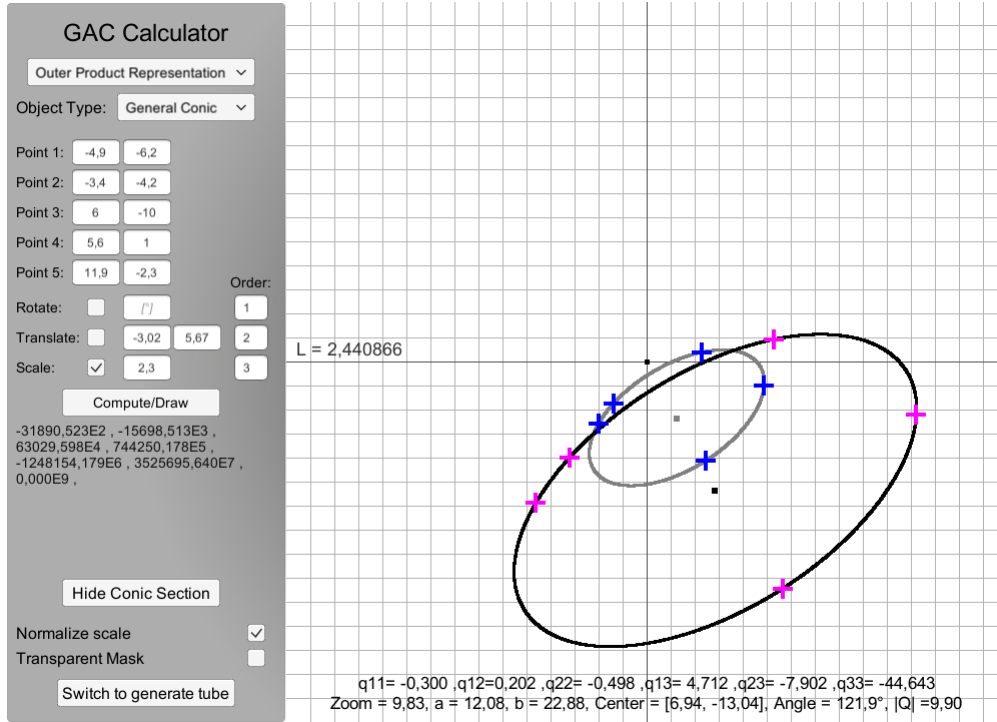 GAC Calculator
Outer Product Representation
Object Type: General Conic
Point 1: -4,9 -6,2
Point 2: -3,4 -4,2
Point 3: 6 -10
Point 4: 5,6 1
Point 5: 11,9 -2,3
Order:
Rotate: [°] 1
Translate: -3,02 5,67 2
Scale: 2,3 3
Compute/Draw
-31890,523E2 , -15698,513E3 ,
63029,598E4 , 744250,178E5 ,
-1248154,179E6 , 3525695,640E7 ,
0,000E9 ,
Hide Conic Section
Normalize scale
Transparent Mask
Switch to generate tube
L = 2,440866
q11= -0,300 ,q12=0,202 ,q22= -0,498 ,q13= 4,712 ,q23= -7,902 ,q33= -44,643
Zoom = 9,83, a = 12,08, b = 22,88, Center = [6,94, -13,04], Angle = 121,9°, |Q| =9,90